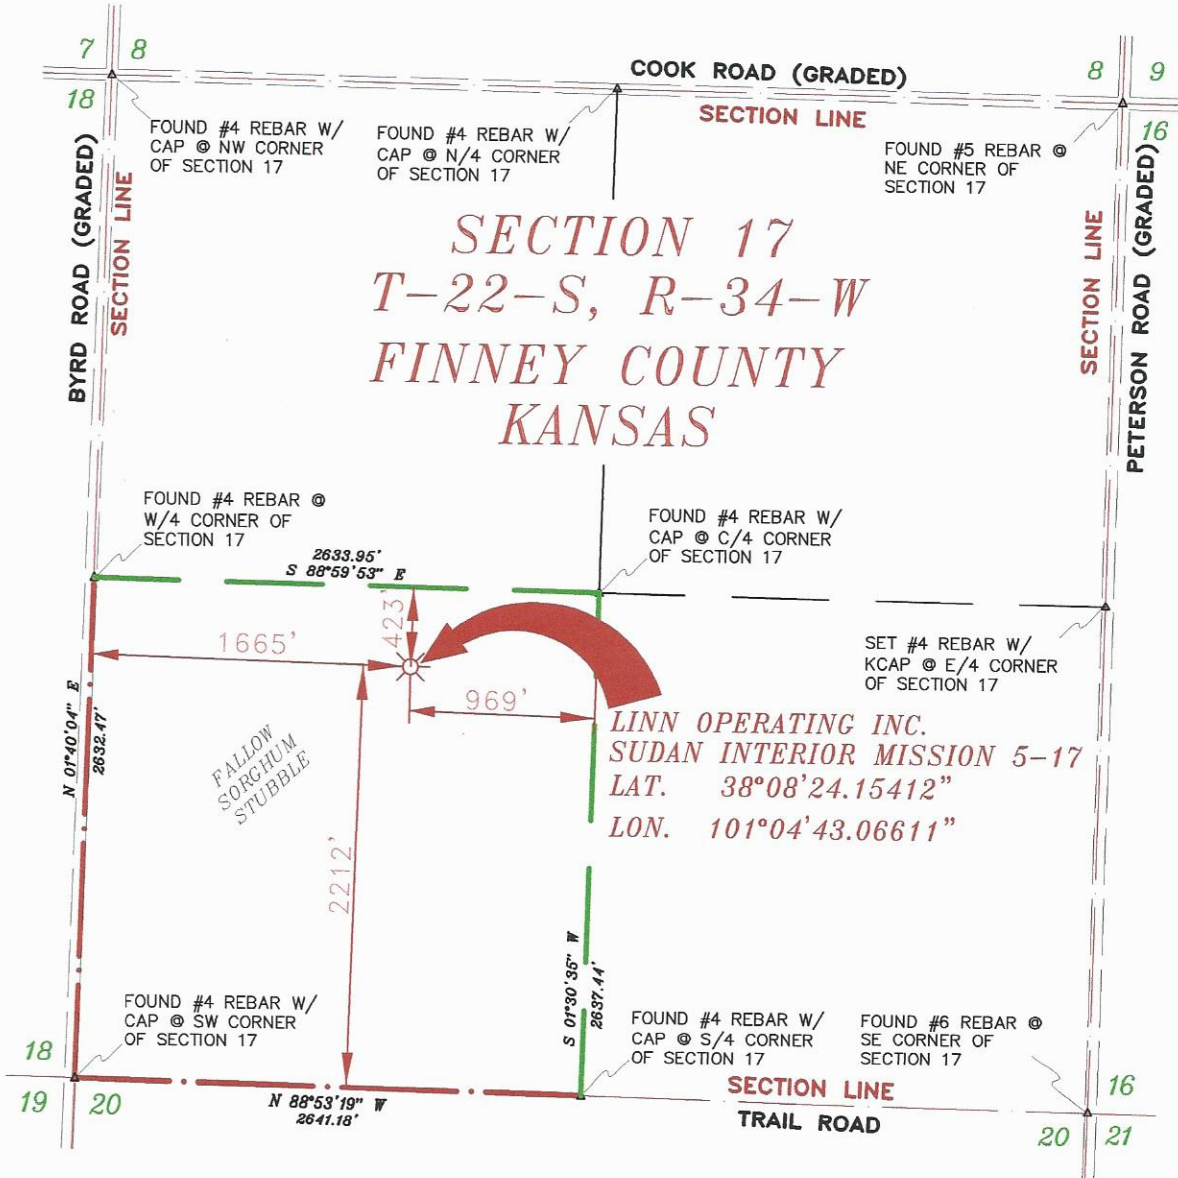 7 8
8 9
18
16
COOK ROAD (GRADED)
SECTION LINE
FOUND #4 REBAR W/
CAP @ NW CORNER
OF SECTION 17
FOUND #4 REBAR W/
CAP @ N/4 CORNER
OF SECTION 17
FOUND #5 REBAR @
NE CORNER OF
SECTION 17
BYRD ROAD (GRADED)
SECTION LINE
SECTION LINE
PETERSON ROAD (GRADED)
SECTION 17
T-22-S, R-34-W
FINNEY COUNTY
KANSAS
FOUND #4 REBAR @
W/4 CORNER OF
SECTION 17
FOUND #4 REBAR W/
CAP @ C/4 CORNER
OF SECTION 17
2633.95'
S 88°59'53" E
423'
1665'
969'
SET #4 REBAR W/
KCAP @ E/4 CORNER
OF SECTION 17
N 01°40'04" E
2632.47'
FALLOW
SORGHUM
STUBBLE
LINN OPERATING INC.
SUDAN INTERIOR MISSION 5-17
LAT. 38°08'24.15412"
LON. 101°04'43.06611"
2212'
S 01°30'35" W
2637.44'
FOUND #4 REBAR W/
CAP @ SW CORNER
OF SECTION 17
FOUND #4 REBAR W/
CAP @ S/4 CORNER
OF SECTION 17
FOUND #6 REBAR @
SE CORNER OF
SECTION 17
18
19 20
N 88°53'19" W
2641.18'
SECTION LINE
TRAIL ROAD
16
20 21